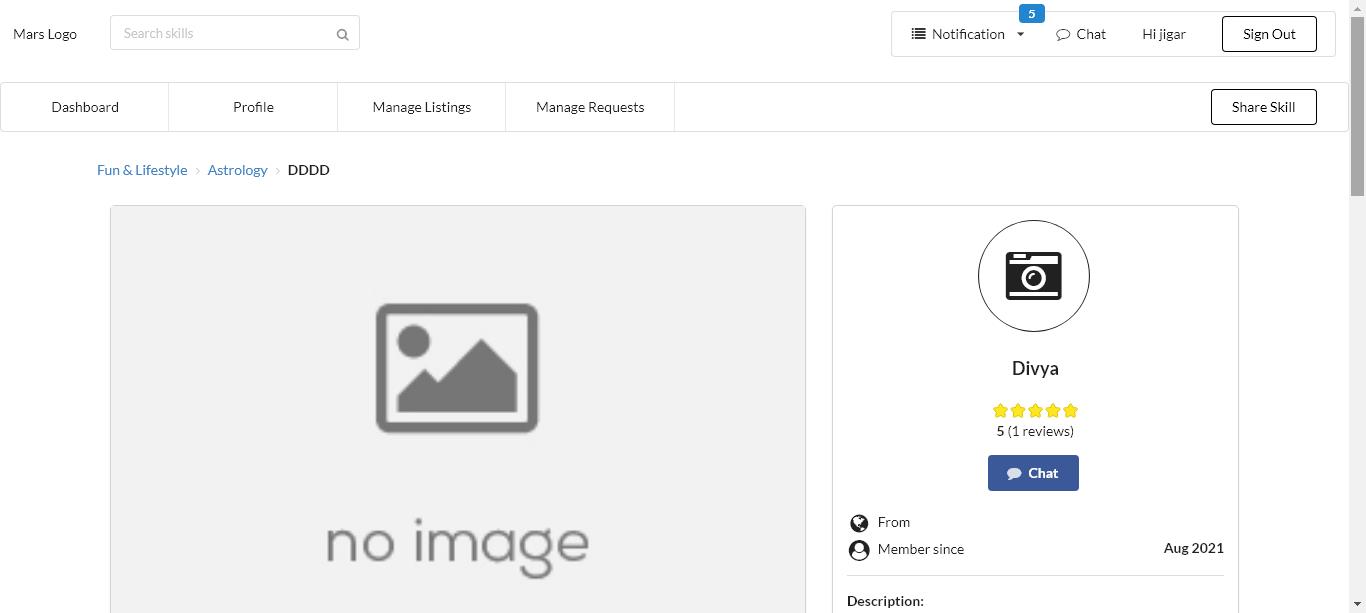 5
Mars Logo
Search skills
Notification
Chat
Hi jigar
Sign Out
Dashboard
Profile
Manage Listings
Manage Requests
Share Skill
Fun & Lifestyle › Astrology › DDDD
no image
Divya
5 (1 reviews)
Chat
From
Member since Aug 2021
Description: